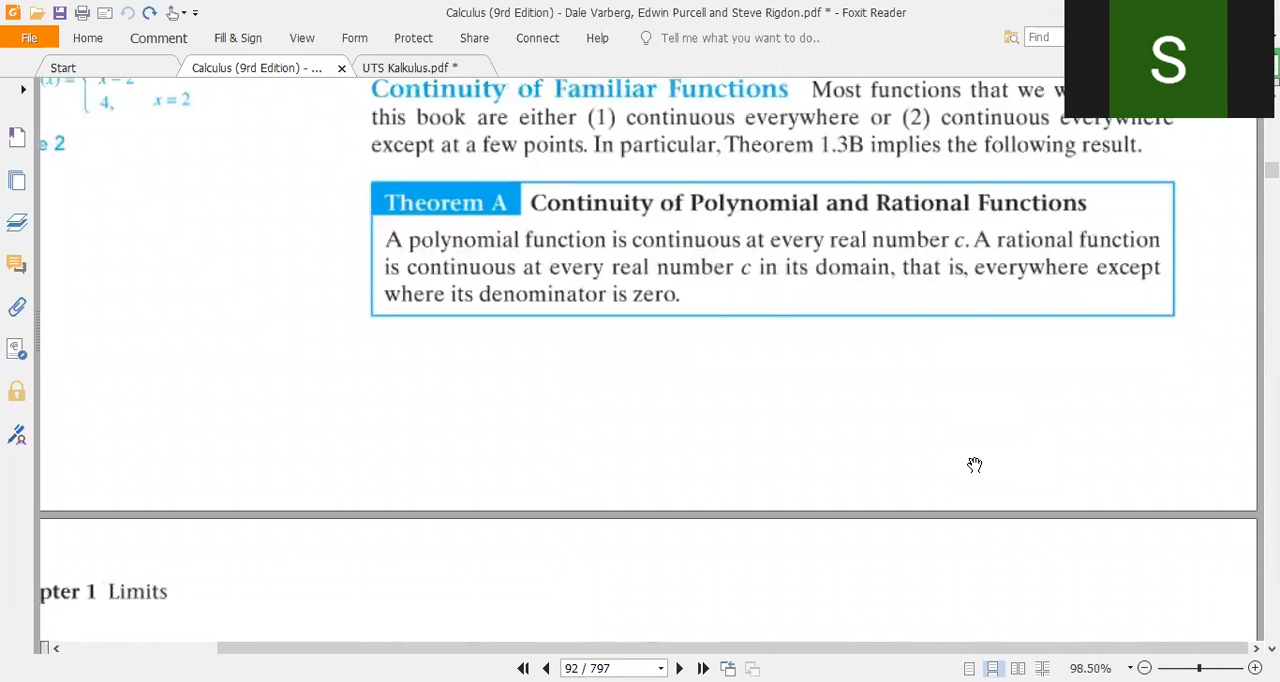 Calculus (9rd Edition) - Dale Varberg, Edwin Purcell and Steve Rigdon.pdf * - Foxit Reader
File Home Comment Fill & Sign View Form Protect Share Connect Help Tell me what you want to do.. Find
S
Start Calculus (9rd Edition) - ... UTS Kalkulus.pdf *
4, x = 2
e 2
Continuity of Familiar Functions Most functions that we
this book are either (1) continuous everywhere or (2) continuous everywhere
except at a few points. In particular, Theorem 1.3B implies the following result.
Theorem A Continuity of Polynomial and Rational Functions
A polynomial function is continuous at every real number c. A rational function
is continuous at every real number c in its domain, that is, everywhere except
where its denominator is zero.
pter 1 Limits
92 / 797
98.50%